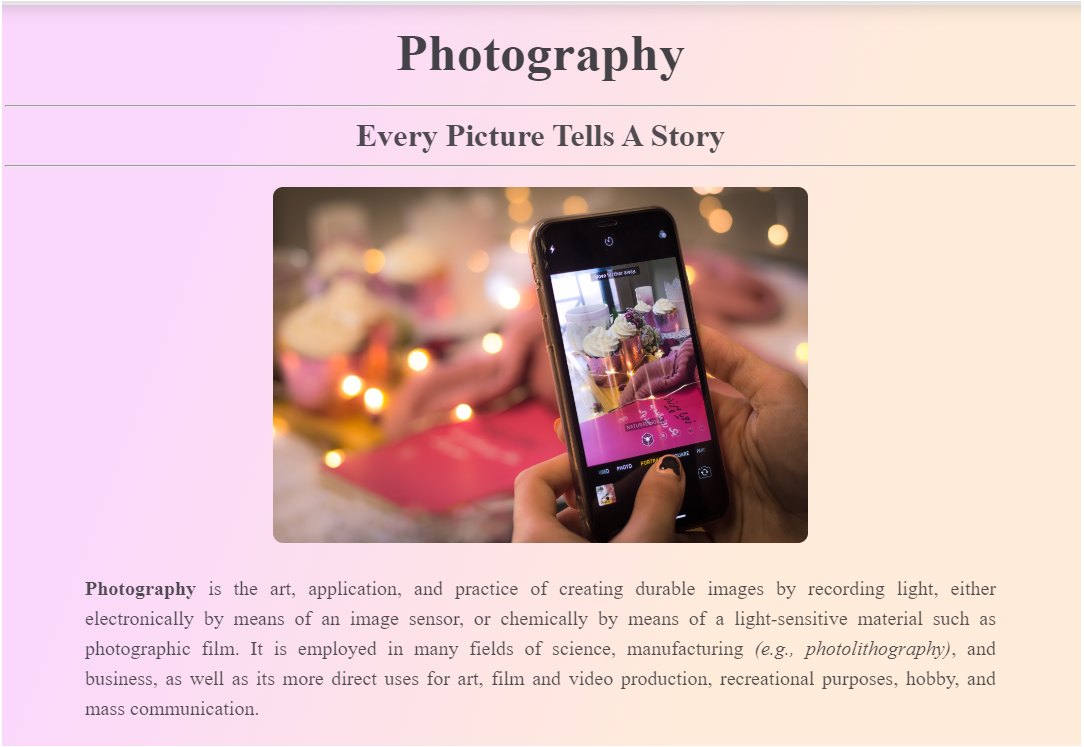 Photography
Every Picture Tells A Story
PHOTO
Photography is the art, application, and practice of creating durable images by recording light, either
electronically by means of an image sensor, or chemically by means of a light-sensitive material such as
photographic film. It is employed in many fields of science, manufacturing (e.g., photolithography), and
business, as well as its more direct uses for art, film and video production, recreational purposes, hobby, and
mass communication.